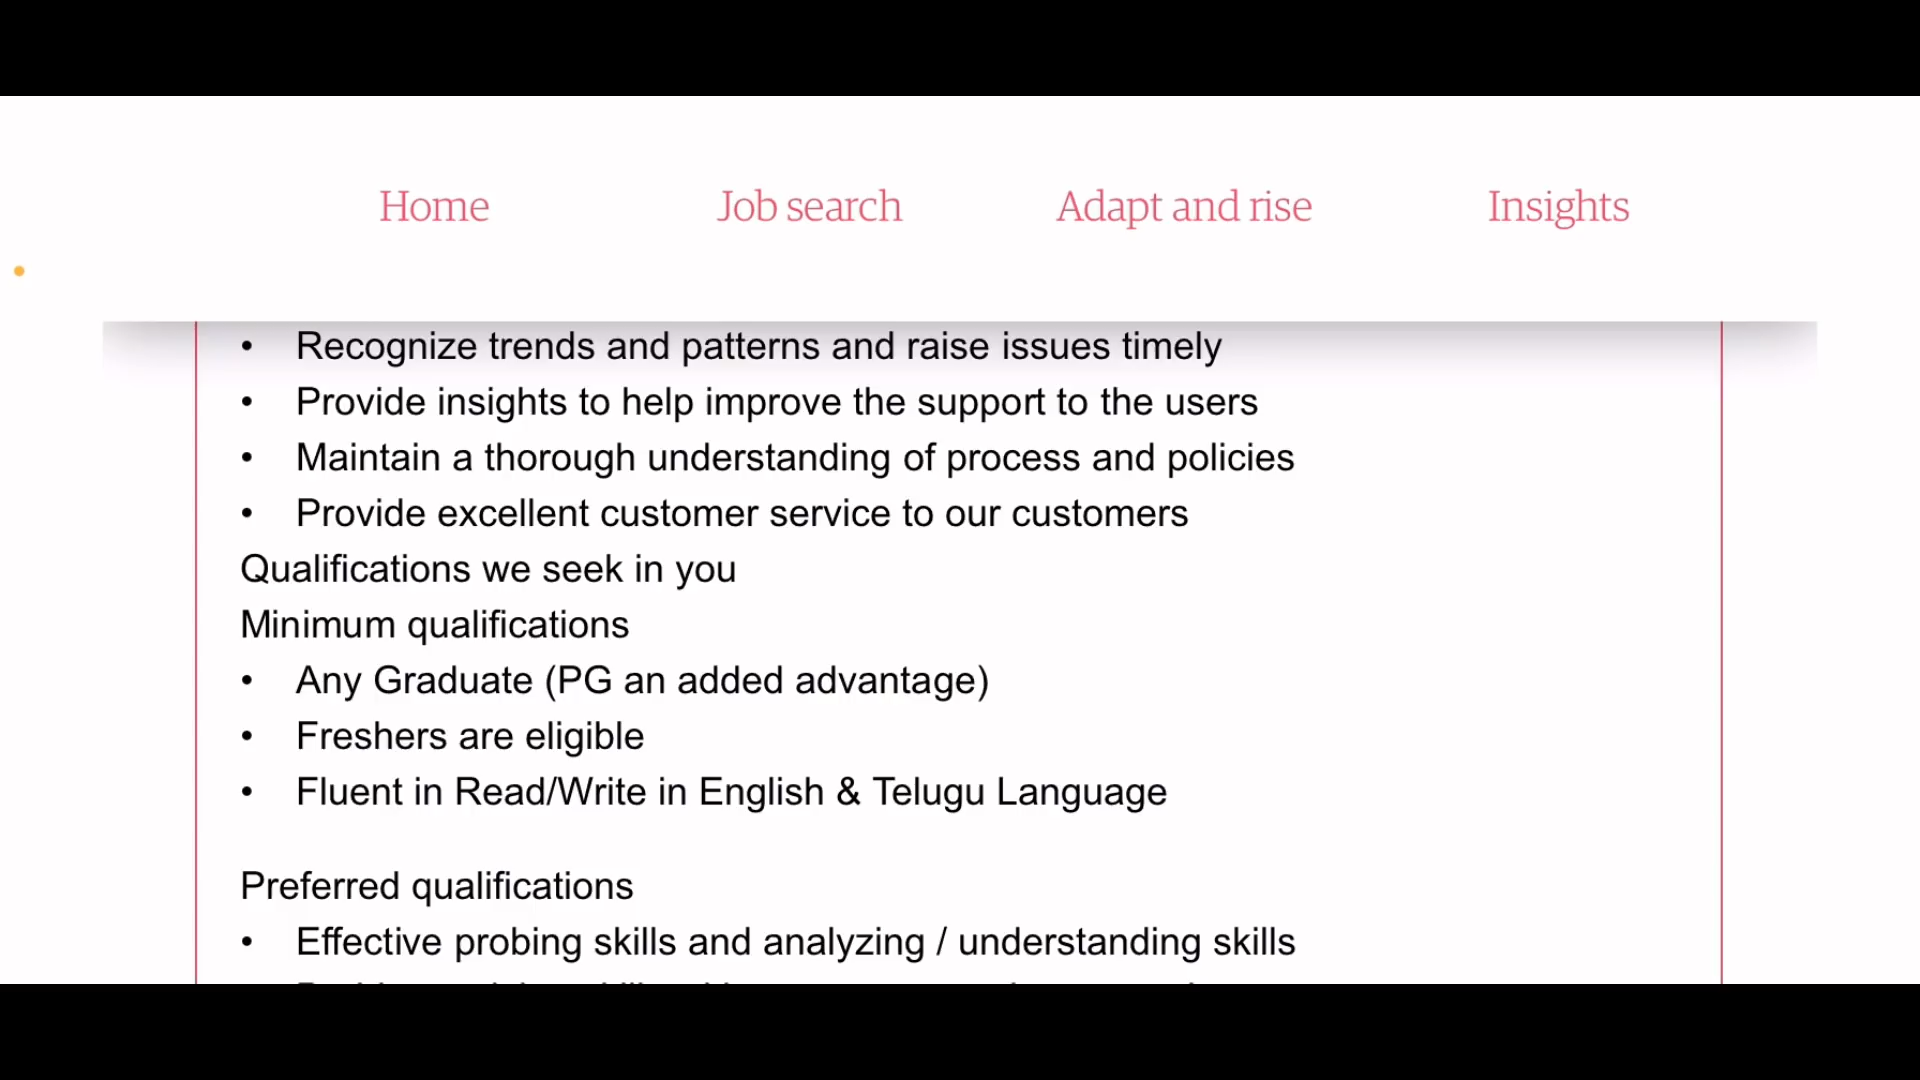 Home Job search Adapt and rise Insights
• Recognize trends and patterns and raise issues timely
• Provide insights to help improve the support to the users
• Maintain a thorough understanding of process and policies
• Provide excellent customer service to our customers
Qualifications we seek in you
Minimum qualifications
• Any Graduate (PG an added advantage)
• Freshers are eligible
• Fluent in Read/Write in English & Telugu Language
Preferred qualifications
• Effective probing skills and analyzing / understanding skills